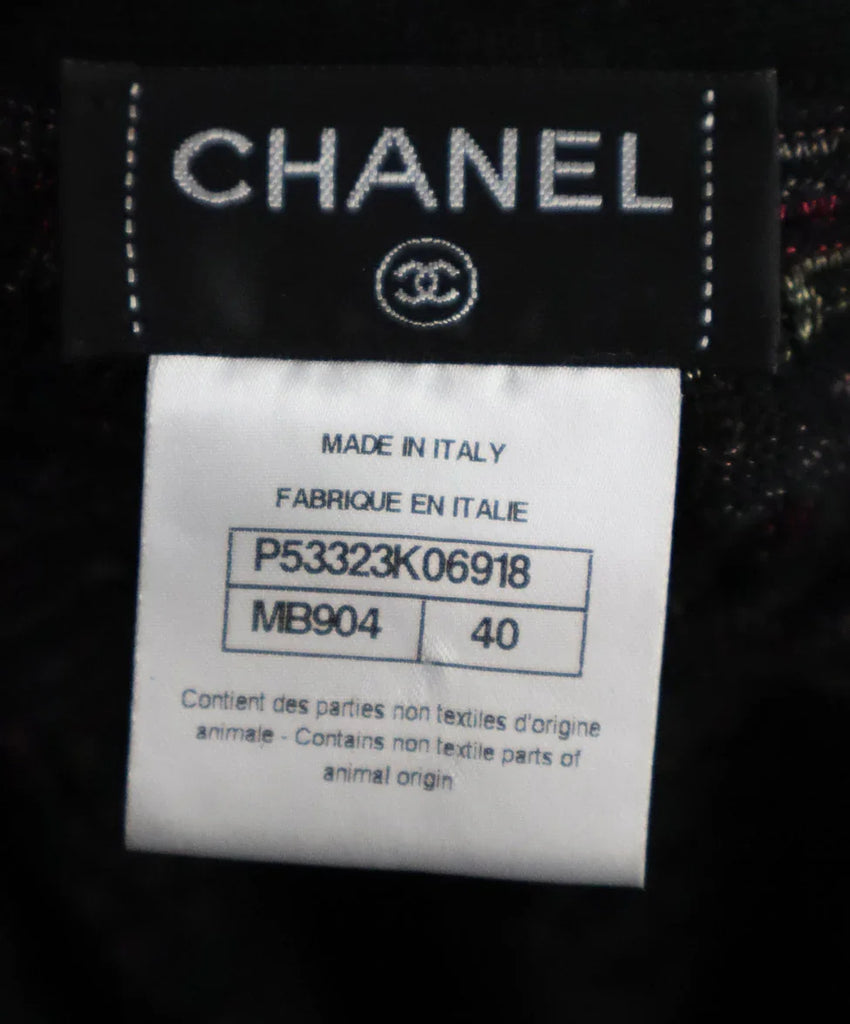 CHANEL
MADE IN ITALY
FABRIQUE EN ITALIE
P53323K06918
MB904 40
Contient des parties non textiles d'origine
animale - Contains non textile parts of
animal origin